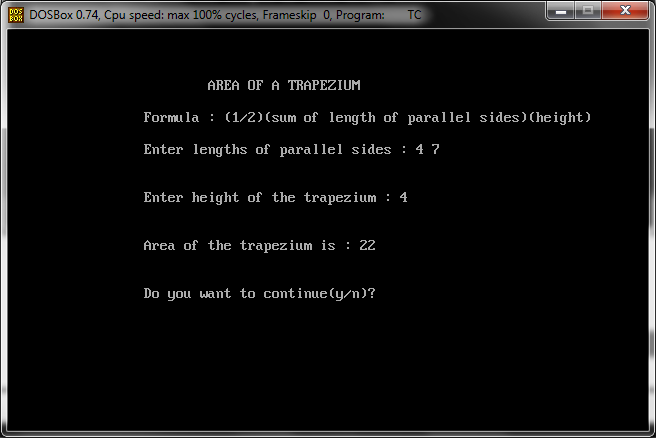 DOS BOX DOSBox 0.74, Cpu speed: max 100% cycles, Frameskip 0, Program: TC
AREA OF A TRAPEZIUM
Formula : (1/2)(sum of length of parallel sides)(height)
Enter lengths of parallel sides : 4 7
Enter height of the trapezium : 4
Area of the trapezium is : 22
Do you want to continue(y/n)?